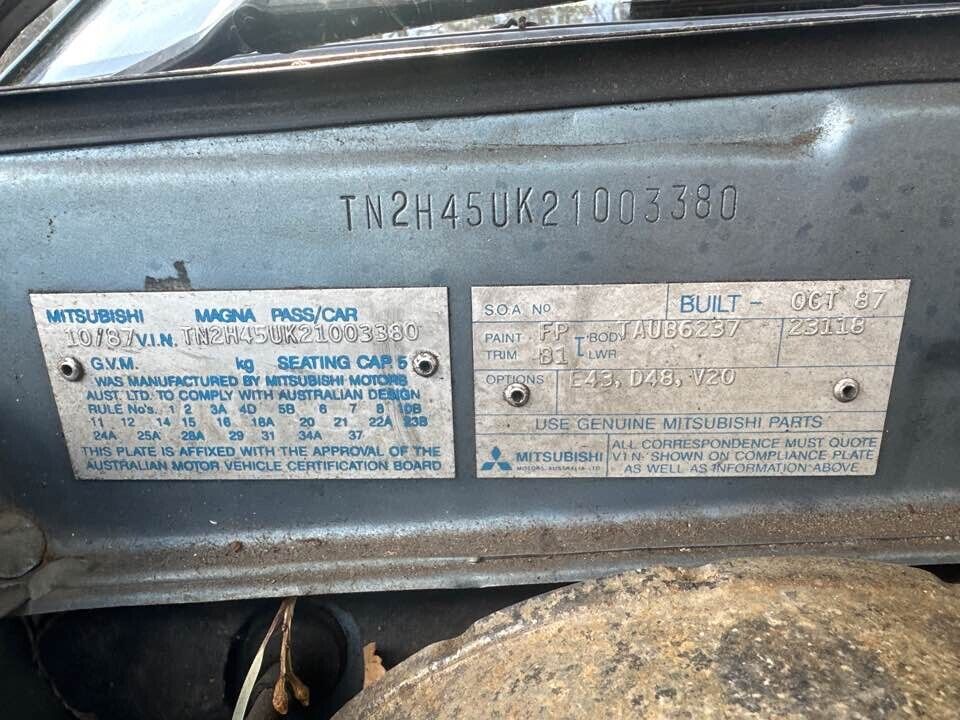 TN2H45UK21003380
MITSUBISHI MAGNA PASS/CAR
10/87 V.I.N. TN2H45UK21003380
G.V.M. kg SEATING CAP 5
WAS MANUFACTURED BY MITSUBISHI MOTORS
AUST. LTD. TO COMPLY WITH AUSTRALIAN DESIGN
RULE No's. 1 2 3A 4D 5B 6 7 8 10B
11 12 14 15 16 18A 20 21 22A 23B
24A 25A 28A 29 31 34A 37
THIS PLATE IS AFFIXED WITH THE APPROVAL OF THE
AUSTRALIAN MOTOR VEHICLE CERTIFICATION BOARD
S.O.A. NO BUILT - OCT 87
PAINT FP BODY TAUB6237 23118
TRIM B1 LWR
OPTIONS E43, D48, V20
USE GENUINE MITSUBISHI PARTS
MITSUBISHI
MOTORS AUSTRALIA LTD.
ALL CORRESPONDENCE MUST QUOTE
V.I.N. SHOWN ON COMPLIANCE PLATE
AS WELL AS INFORMATION ABOVE